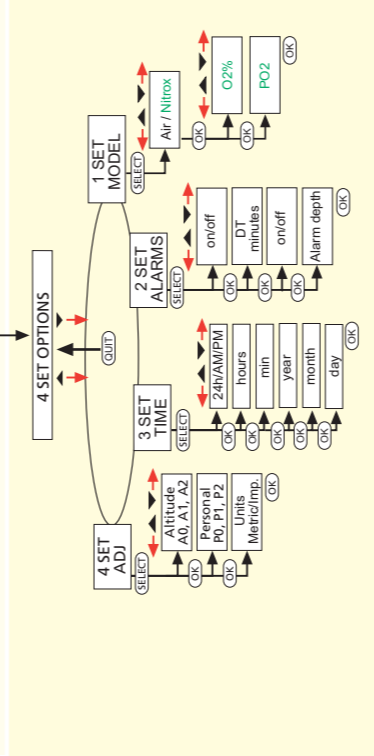 4 SET OPTIONS
QUIT
1 SET
MODEL
SELECT
Air / Nitrox
OK
O2%
OK
PO2
OK
2 SET
ALARMS
SELECT
on/off
OK
DT
minutes
OK
on/off
OK
Alarm depth
OK
3 SET
TIME
SELECT
24h/AM/PM
OK
hours
OK
min
OK
year
OK
month
OK
day
OK
4 SET
ADJ
SELECT
Altitude
A0, A1, A2
OK
Personal
P0, P1, P2
OK
Units
Metric/Imp.
OK